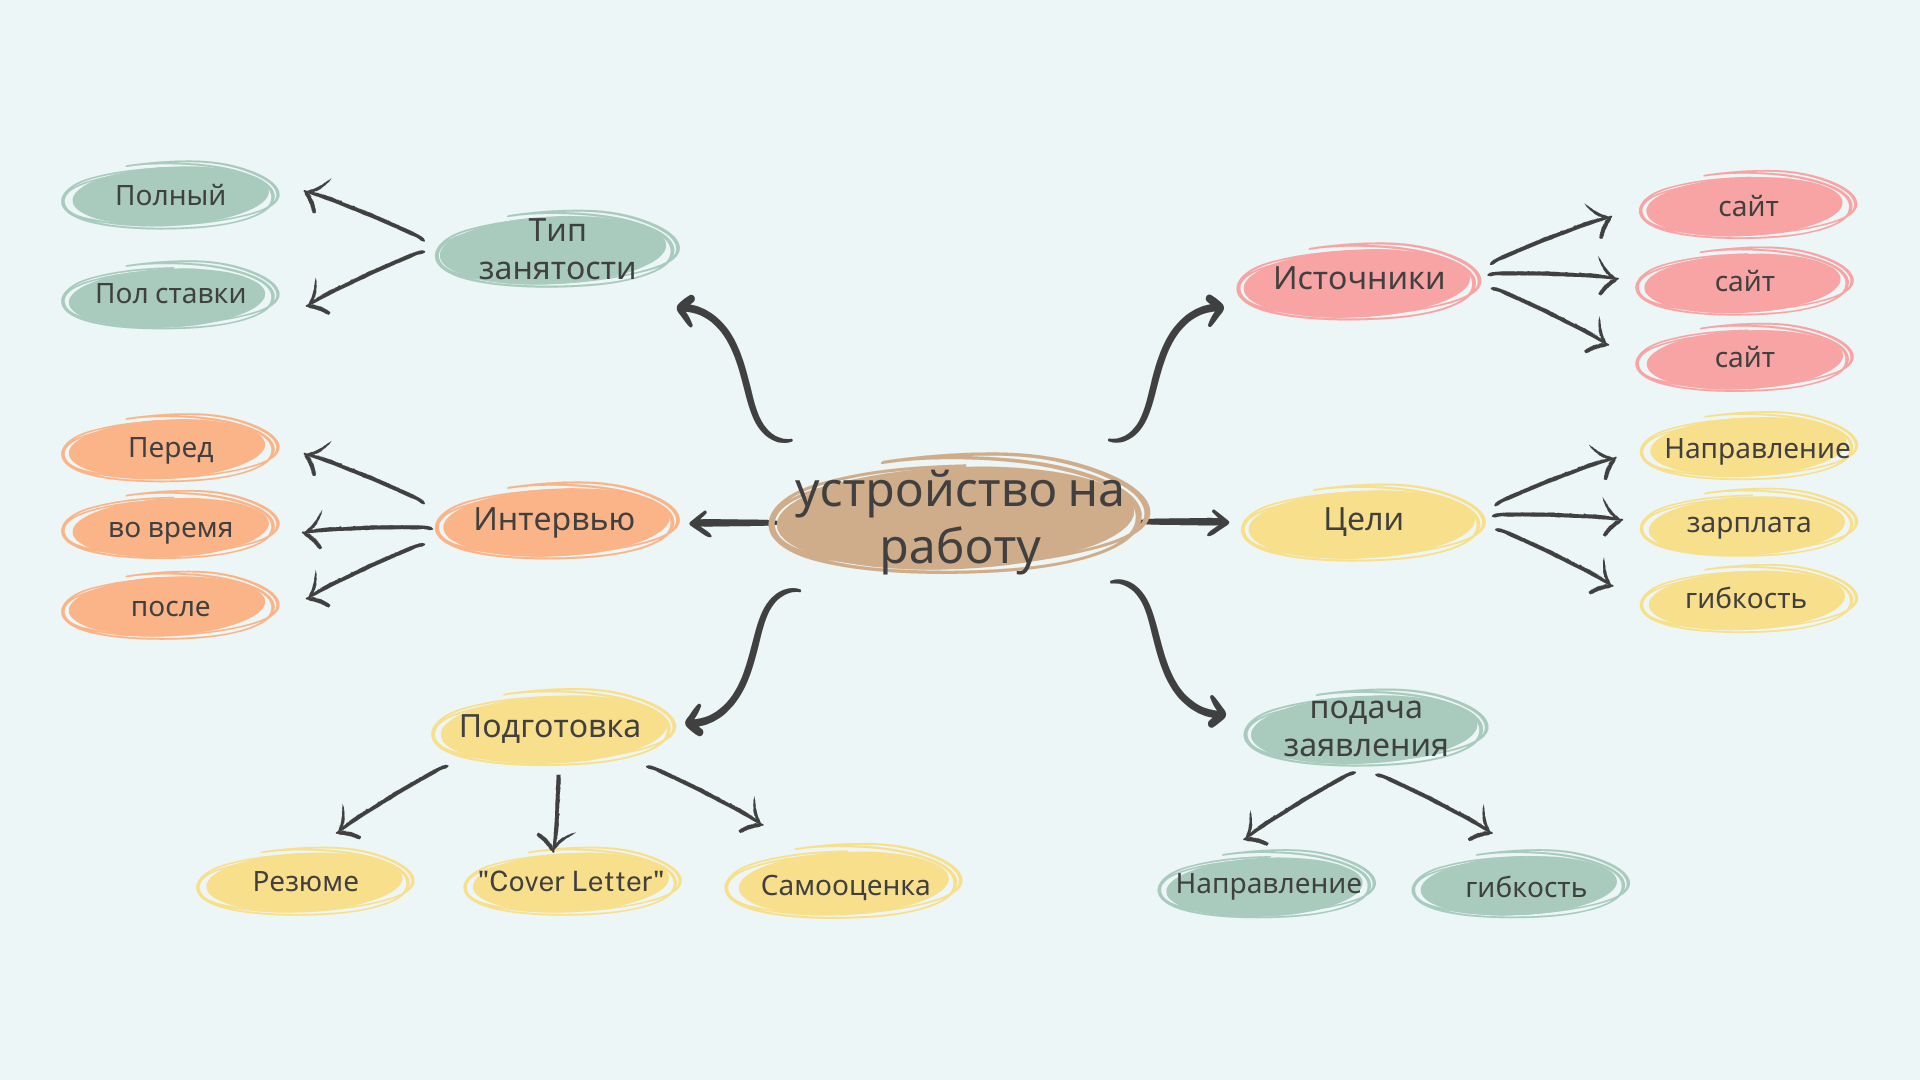 Полный
Пол ставки
Тип
занятости
Источники
сайт
сайт
сайт
Перед
во время
после
Интервью
устройство на
работу
Цели
Направление
зарплата
гибкость
Подготовка
Резюме
"Cover Letter"
Самооценка
подача
заявления
Направление
гибкость